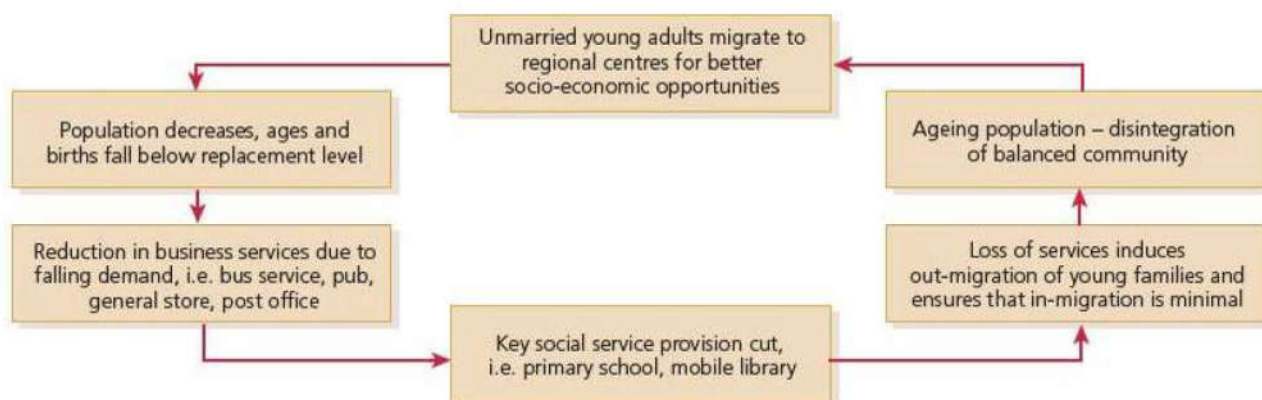 Unmarried young adults migrate to
regional centres for better
socio-economic opportunities
Population decreases, ages and
births fall below replacement level
Reduction in business services due to
falling demand, i.e. bus service, pub,
general store, post office
Key social service provision cut,
i.e. primary school, mobile library
Loss of services induces
out-migration of young families and
ensures that in-migration is minimal
Ageing population – disintegration
of balanced community